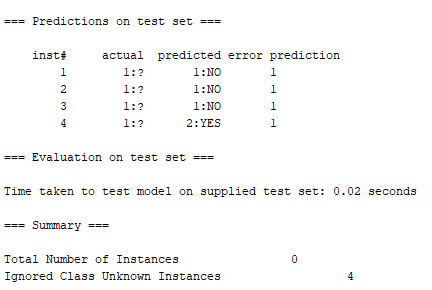 === Predictions on test set ===
inst# actual predicted error prediction
1 1:? 1:NO 1
2 1:? 1:NO 1
3 1:? 1:NO 1
4 1:? 2:YES 1
=== Evaluation on test set ===
Time taken to test model on supplied test set: 0.02 seconds
=== Summary ===
Total Number of Instances 0
Ignored Class Unknown Instances 4